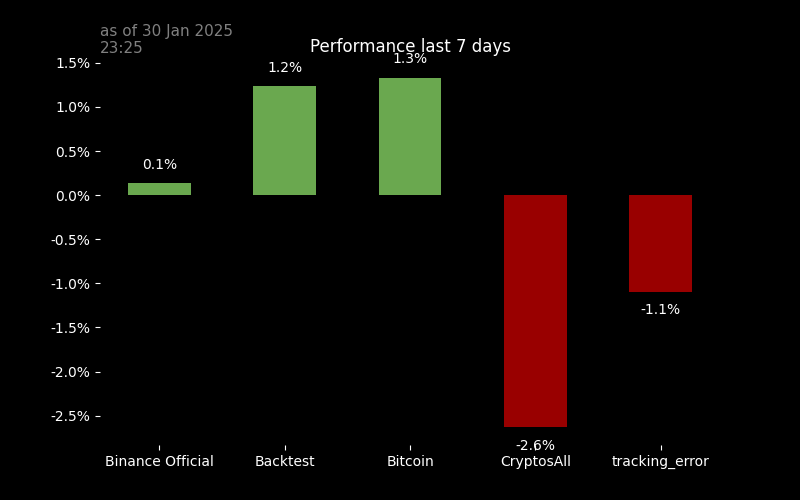 as of 30 Jan 2025
23:25
Performance last 7 days
1.5%
1.0%
0.5%
0.0%
-0.5%
-1.0%
-1.5%
-2.0%
-2.5%
0.1%
1.2%
1.3%
-2.6%
-1.1%
Binance Official
Backtest
Bitcoin
CryptosAll
tracking_error